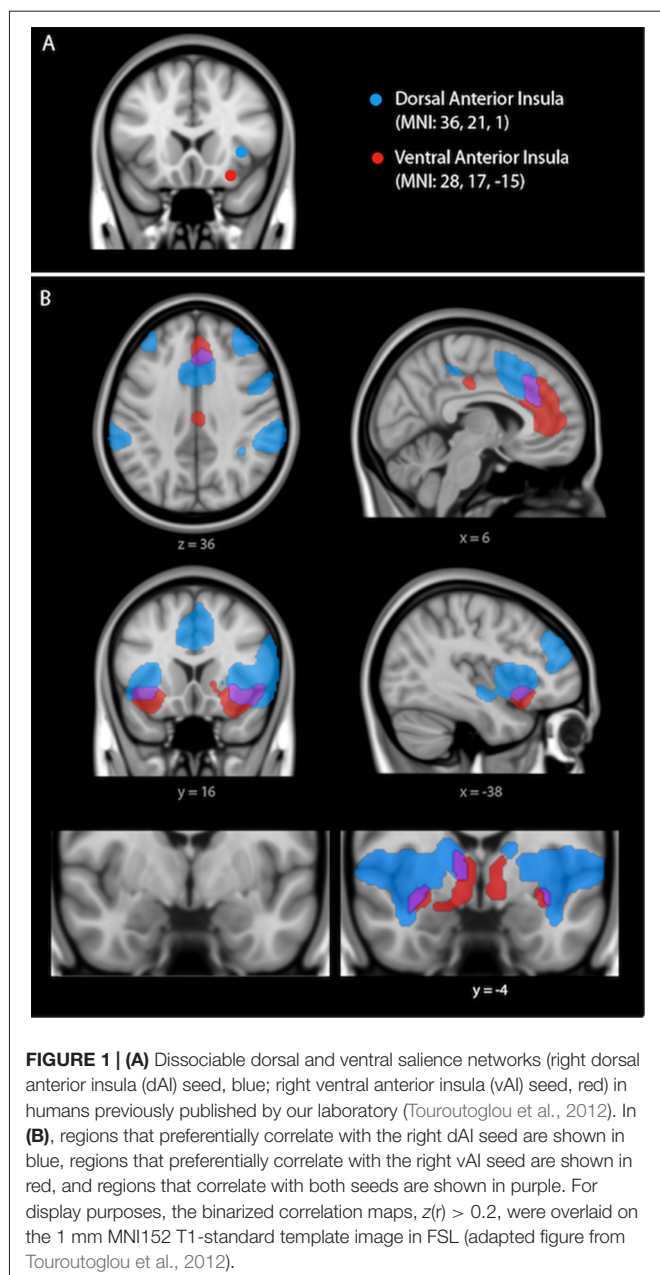 A
Dorsal Anterior Insula
(MNI: 36, 21, 1)
Ventral Anterior Insula
(MNI: 28, 17, -15)
B
z = 36
x = 6
y = 16
x = -38
y = -4
FIGURE 1 | (A) Dissociable dorsal and ventral salience networks (right dorsal
anterior insula (dAI) seed, blue; right ventral anterior insula (vAI) seed, red) in
humans previously published by our laboratory (Touroutoglou et al., 2012). In
(B), regions that preferentially correlate with the right dAI seed are shown in
blue, regions that preferentially correlate with the right vAI seed are shown in
red, and regions that correlate with both seeds are shown in purple. For
display purposes, the binarized correlation maps, z(r) > 0.2, were overlaid on
the 1 mm MNI152 T1-standard template image in FSL (adapted figure from
Touroutoglou et al., 2012).